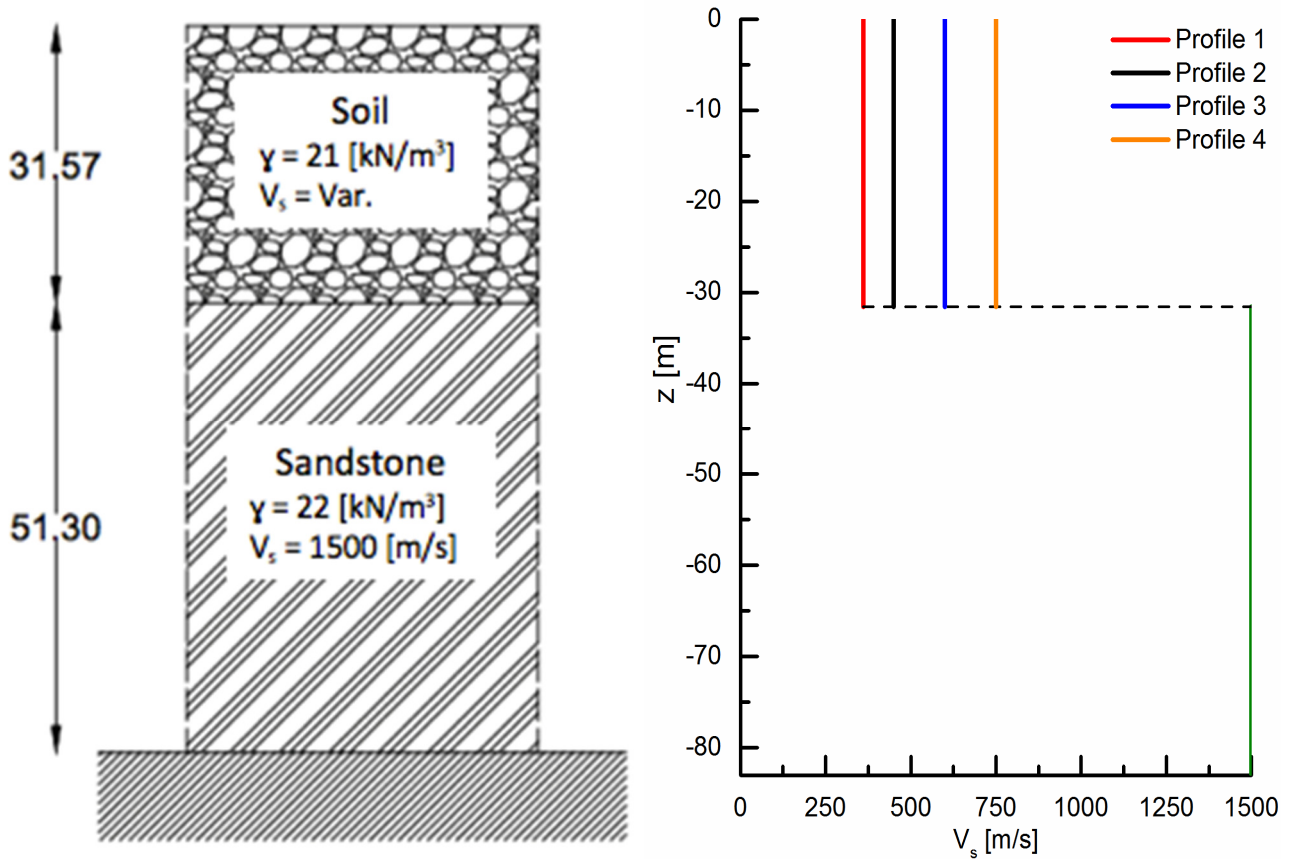 31,57
Soil
γ = 21 [kN/m³]
Vₛ = Var.
51,30
Sandstone
γ = 22 [kN/m³]
Vₛ = 1500 [m/s]
Profile 1
Profile 2
Profile 3
Profile 4
0
-10
-20
-30
-40
-50
-60
-70
-80
z [m]
0 250 500 750 1000 1250 1500
Vₛ [m/s]